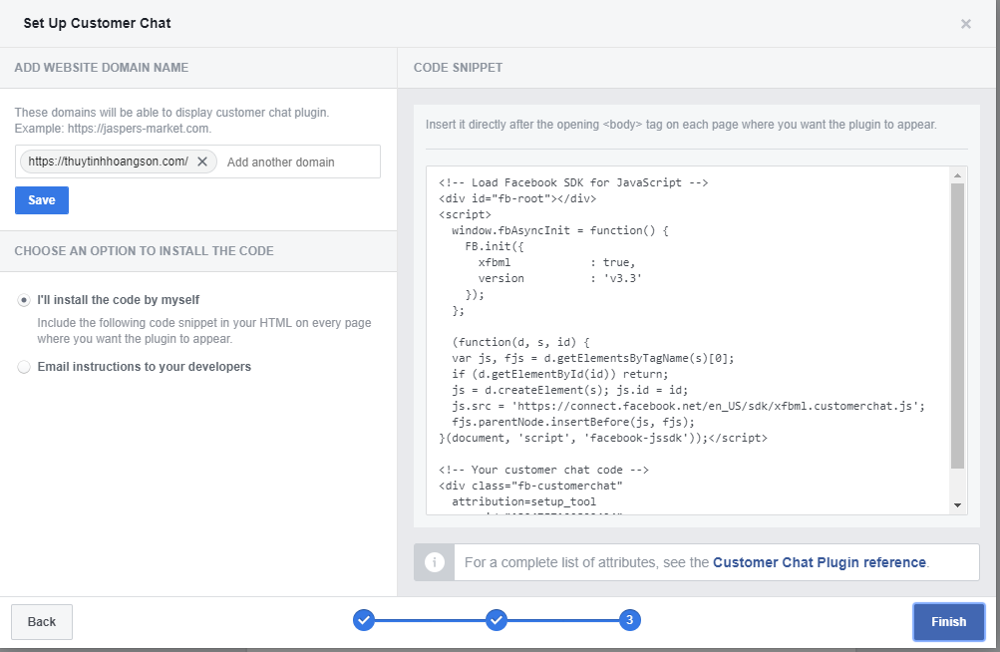 Set Up Customer Chat
ADD WEBSITE DOMAIN NAME
These domains will be able to display customer chat plugin.
Example: https://jaspers-market.com.
https://thuytinhhoangson.com/ Add another domain
Save
CHOOSE AN OPTION TO INSTALL THE CODE
I'll install the code by myself
Include the following code snippet in your HTML on every page
where you want the plugin to appear.
Email instructions to your developers
CODE SNIPPET
Insert it directly after the opening <body> tag on each page where you want the plugin to appear.
<!-- Load Facebook SDK for JavaScript -->
<div id="fb-root"></div>
<script>
window.fbAsyncInit = function() {
FB.init({
xfbml : true,
version : 'v3.3'
});
};
(function(d, s, id) {
var js, fjs = d.getElementsByTagName(s)[0];
if (d.getElementById(id)) return;
js = d.createElement(s); js.id = id;
js.src = 'https://connect.facebook.net/en_US/sdk/xfbml.customerchat.js';
fjs.parentNode.insertBefore(js, fjs);
}(document, 'script', 'facebook-jssdk'));</script>
<!-- Your customer chat code -->
<div class="fb-customerchat"
attribution=setup_tool
For a complete list of attributes, see the Customer Chat Plugin reference.
Back
3
Finish